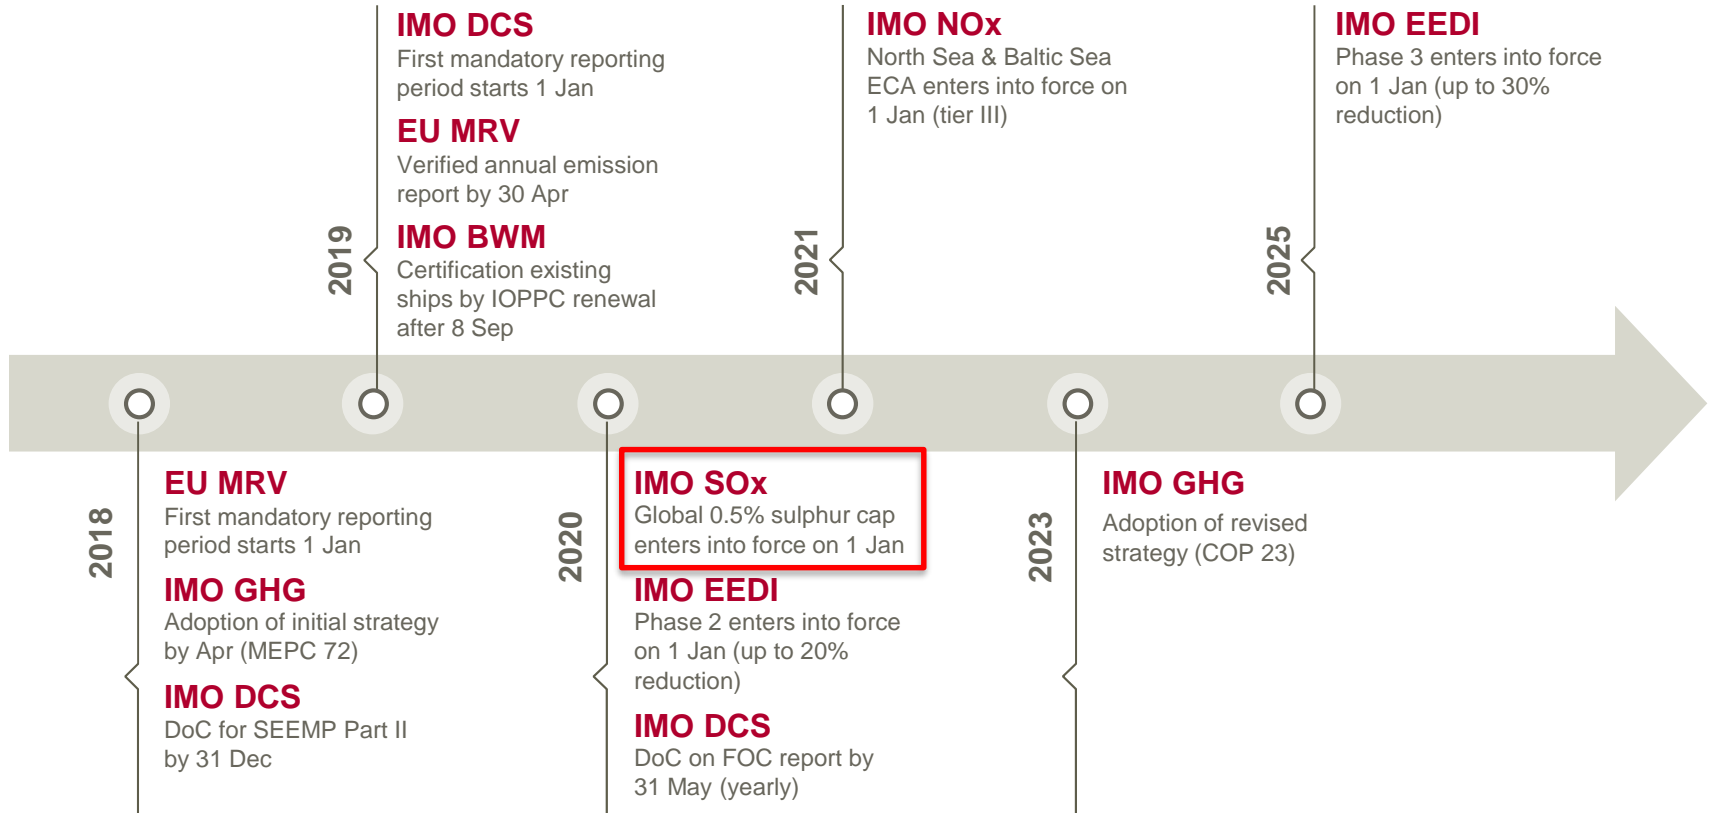 2019
IMO DCS
First mandatory reporting
period starts 1 Jan
EU MRV
Verified annual emission
report by 30 Apr
IMO BWM
Certification existing
ships by IOPPC renewal
after 8 Sep
2021
IMO NOx
North Sea & Baltic Sea
ECA enters into force on
1 Jan (tier III)
2025
IMO EEDI
Phase 3 enters into force
on 1 Jan (up to 30%
reduction)
2018
EU MRV
First mandatory reporting
period starts 1 Jan
IMO GHG
Adoption of initial strategy
by Apr (MEPC 72)
IMO DCS
DoC for SEEMP Part II
by 31 Dec
2020
IMO SOx
Global 0.5% sulphur cap
enters into force on 1 Jan
IMO EEDI
Phase 2 enters into force
on 1 Jan (up to 20%
reduction)
IMO DCS
DoC on FOC report by
31 May (yearly)
2023
IMO GHG
Adoption of revised
strategy (COP 23)